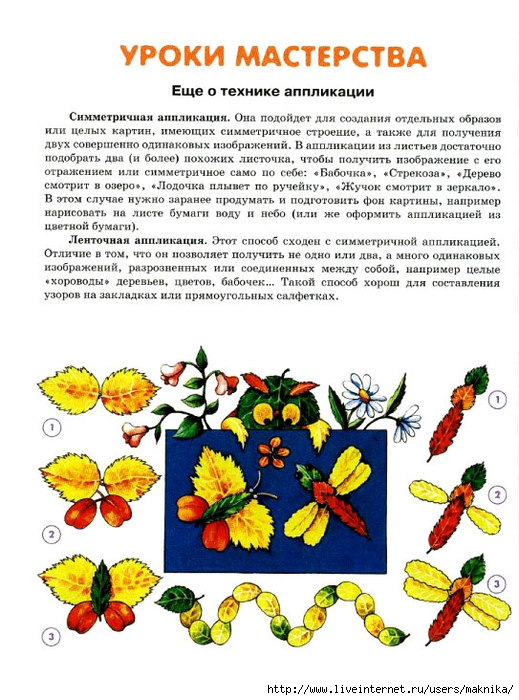 УРОКИ МАСТЕРСТВА
Еще о технике аппликации
Симметричная аппликация. Она подойдет для создания отдельных образов
или целых картин, имеющих симметричное строение, а также для получения
двух совершенно одинаковых изображений. В аппликации из листьев достаточно
подобрать два (и более) похожих листочка, чтобы получить изображение с его
отражением или симметричное само по себе: «Бабочка», «Стрекоза», «Дерево
смотрит в озеро», «Лодочка плывет по ручейку», «Жучок смотрит в зеркало».
В этом случае нужно заранее продумать и подготовить фон картины, например
нарисовать на листе бумаги воду и небо (или же оформить аппликацией из
цветной бумаги).
Ленточная аппликация. Этот способ сходен с симметричной аппликацией.
Отличие в том, что он позволяет получить не одно или два, а много одинаковых
изображений, разрозненных или соединенных между собой, например целые
«хороводы» деревьев, цветов, бабочек... Такой способ хорош для составления
узоров на закладках или прямоугольных салфетках.
1
2
3
1
2
3
http://www.liveinternet.ru/users/maknika/